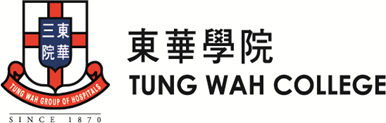 三東
院華
TUNG WAH GROUP OF HOSPITALS
SINCE 1870
東華學院
TUNG WAH COLLEGE